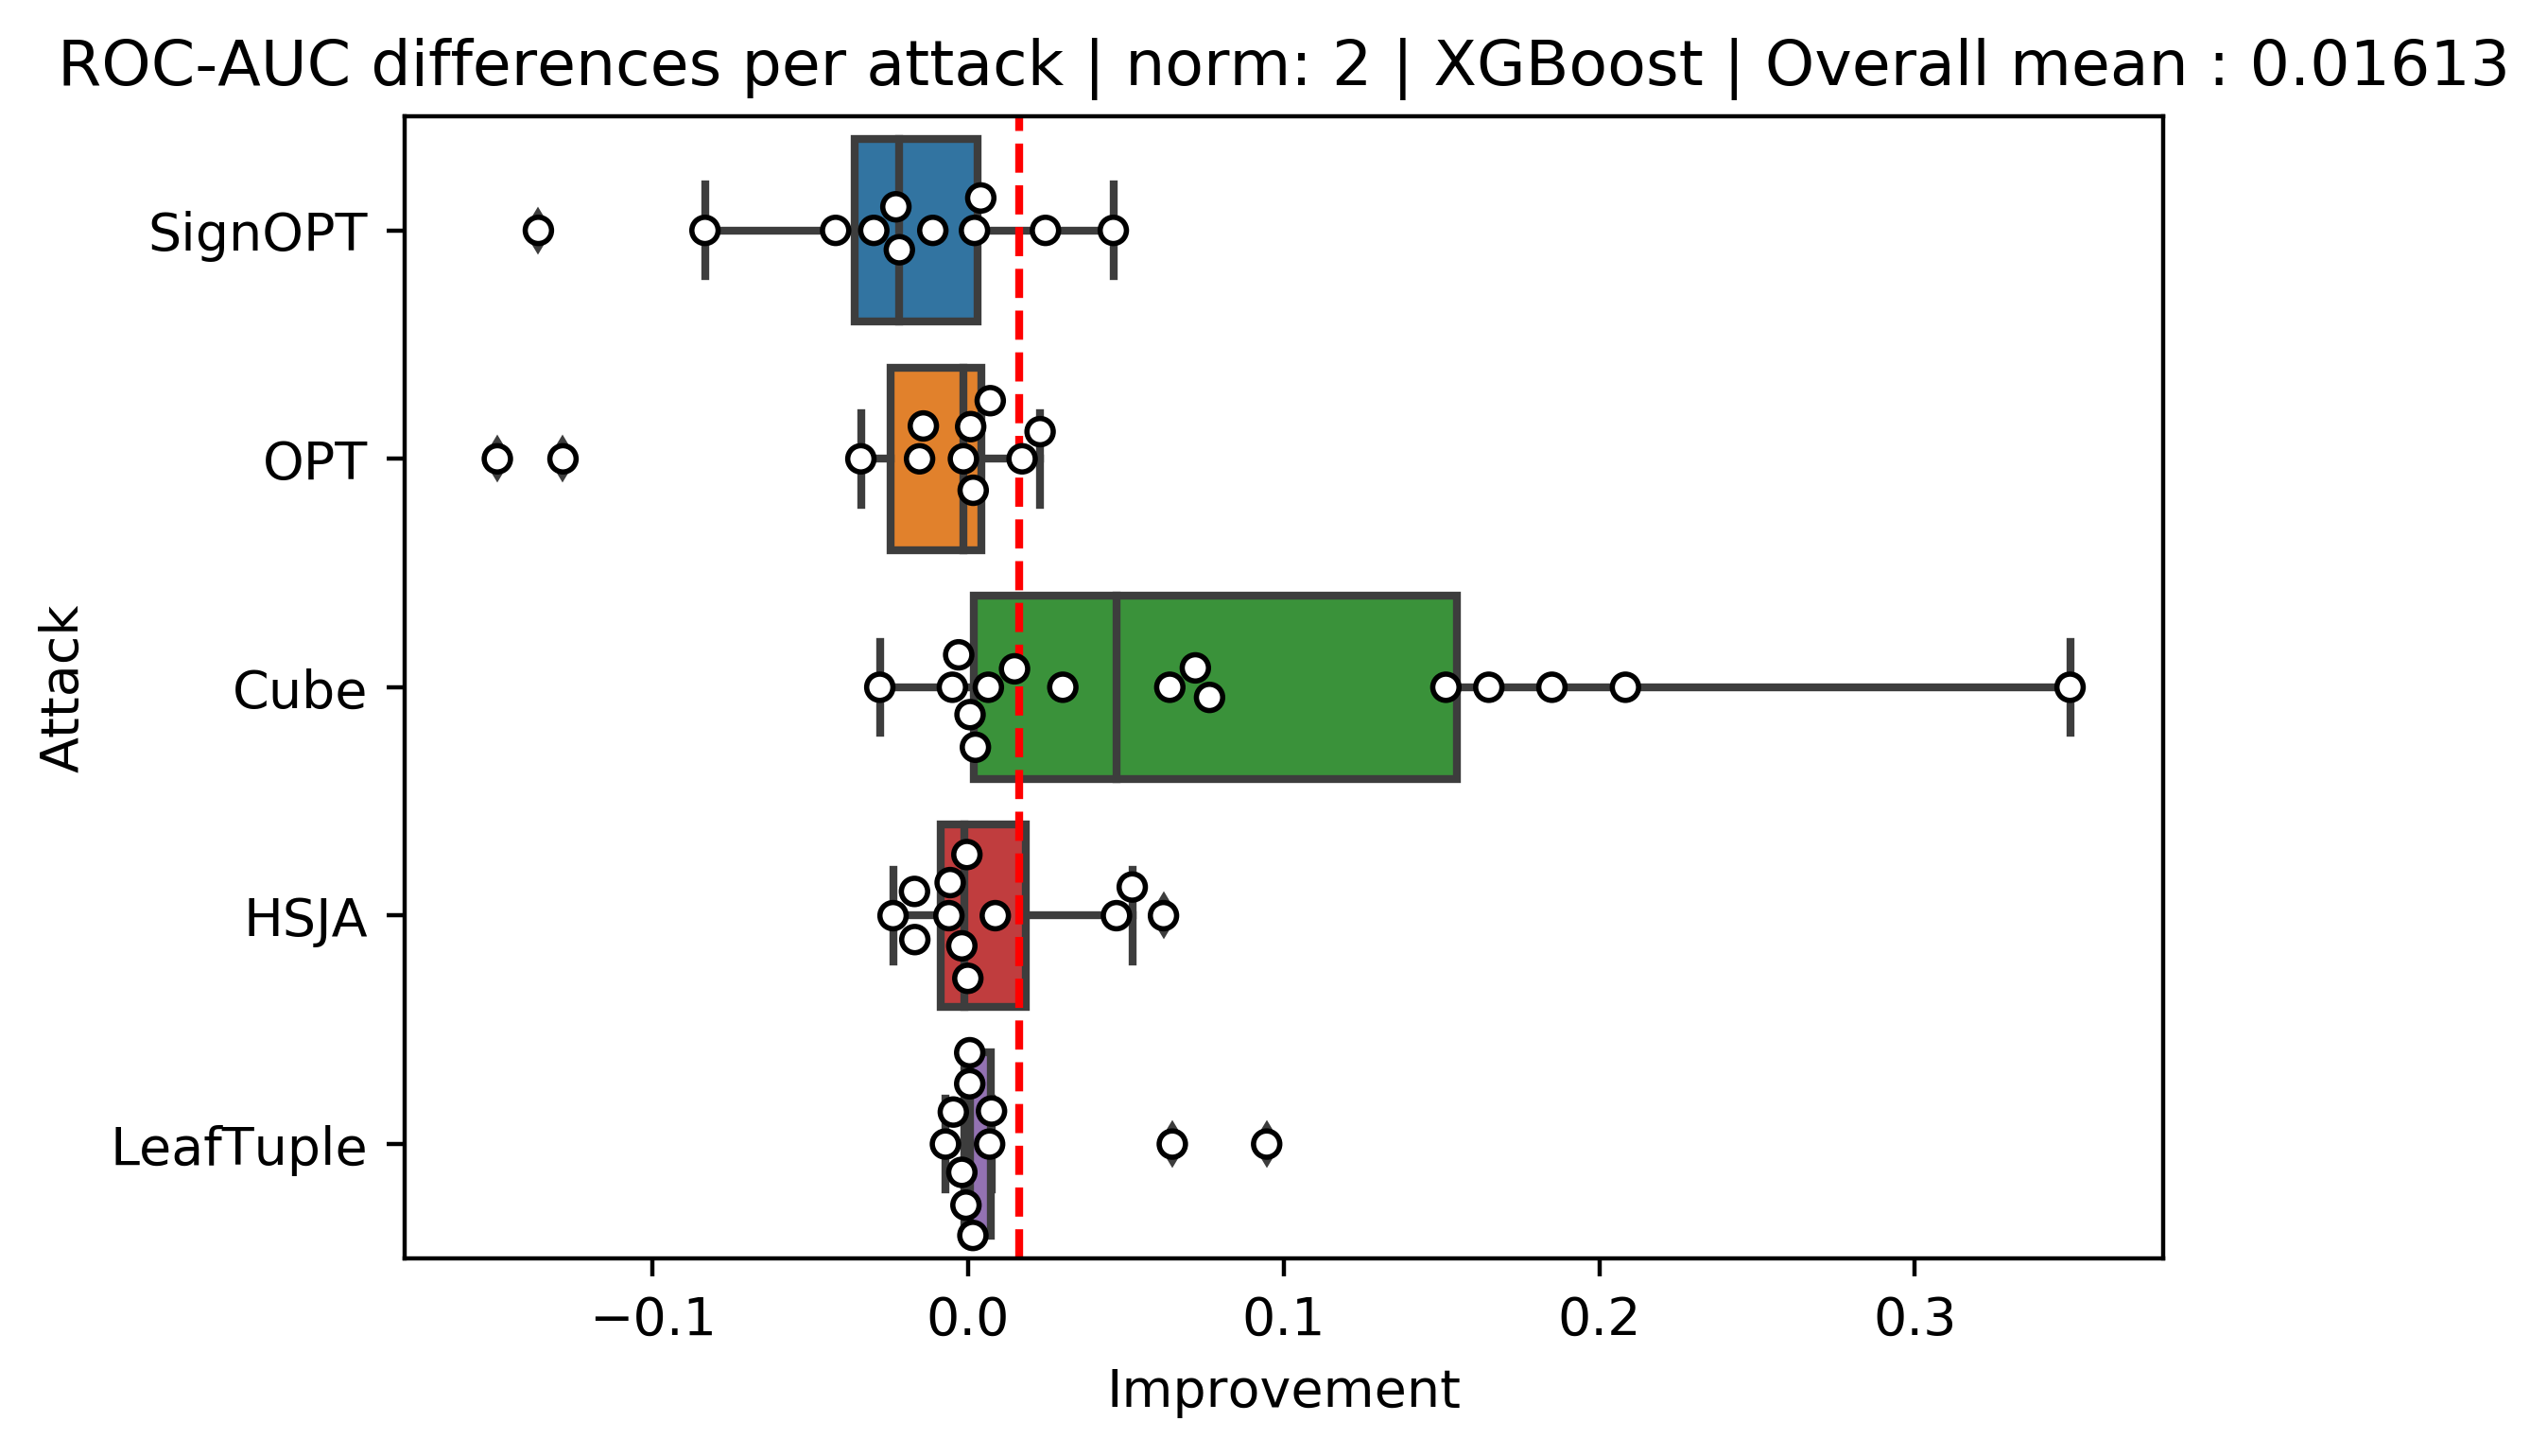 ROC-AUC differences per attack | norm: 2 | XGBoost | Overall mean : 0.01613
SignOPT
OPT
Cube
HSJA
LeafTuple
Attack
−0.1 0.0 0.1 0.2 0.3
Improvement